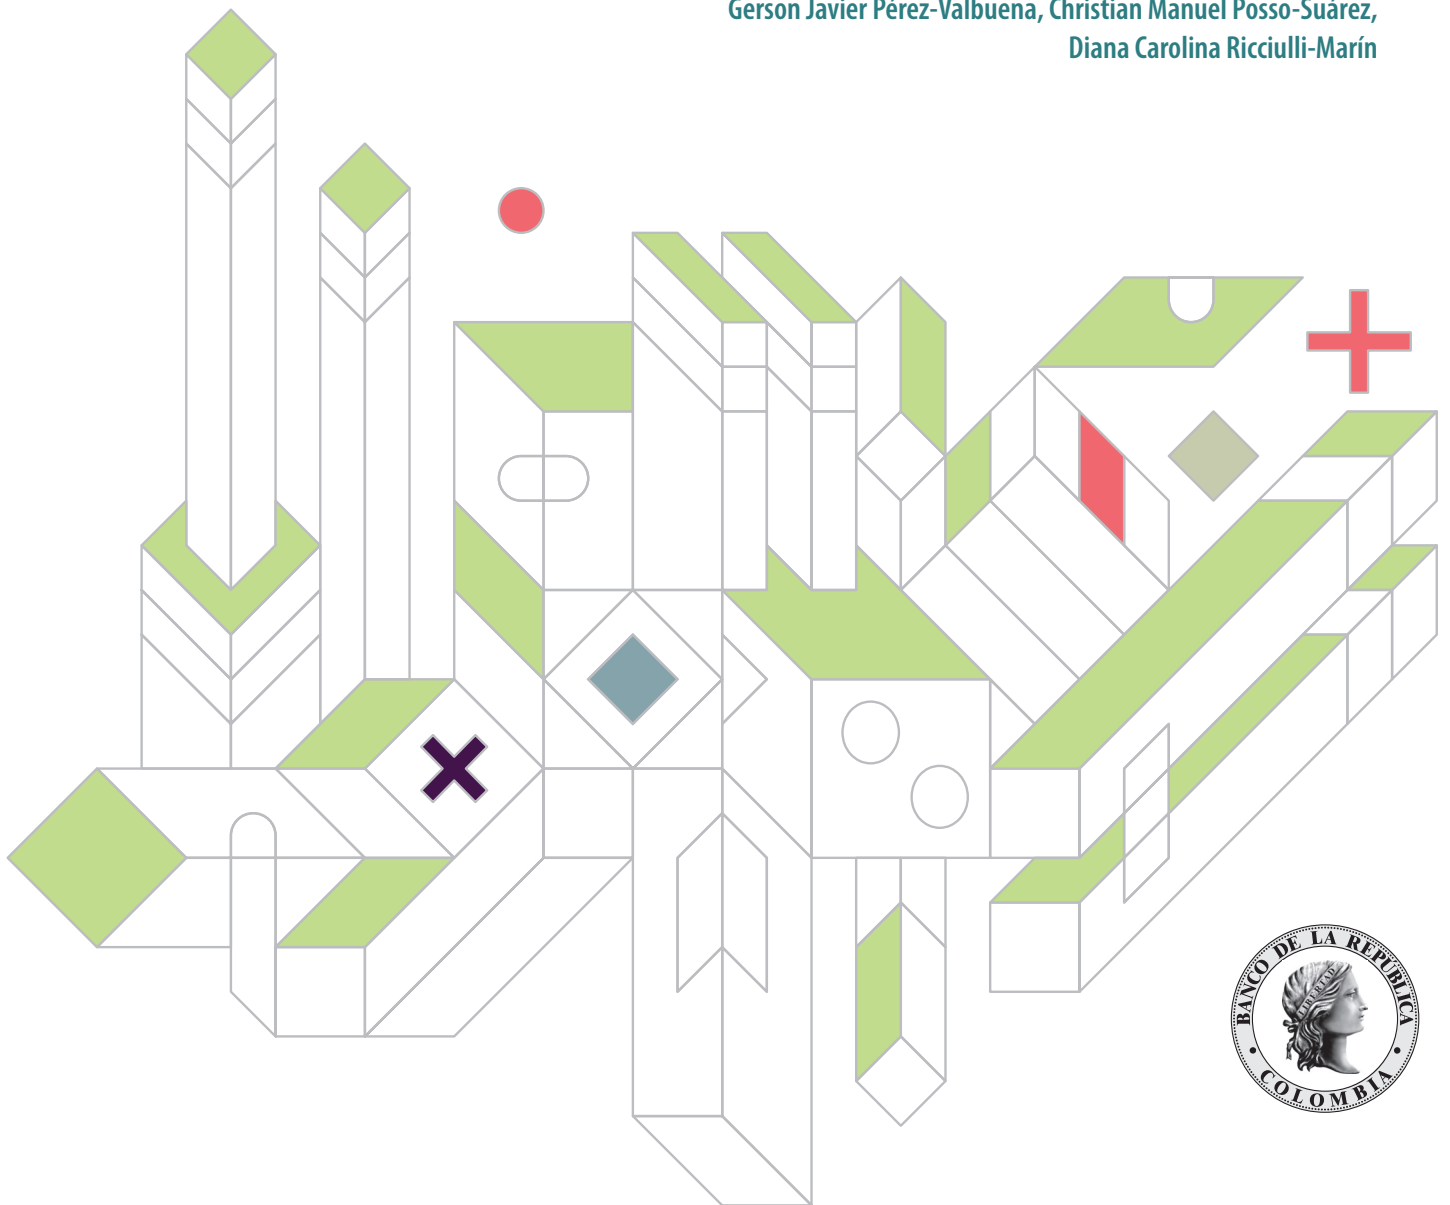 Gerson Javier Pérez-Valbuena, Christian Manuel Posso-Suárez,
Diana Carolina Ricciulli-Marín
BANCO DE LA REPÚBLICA
LIBERTAD
COLOMBIA